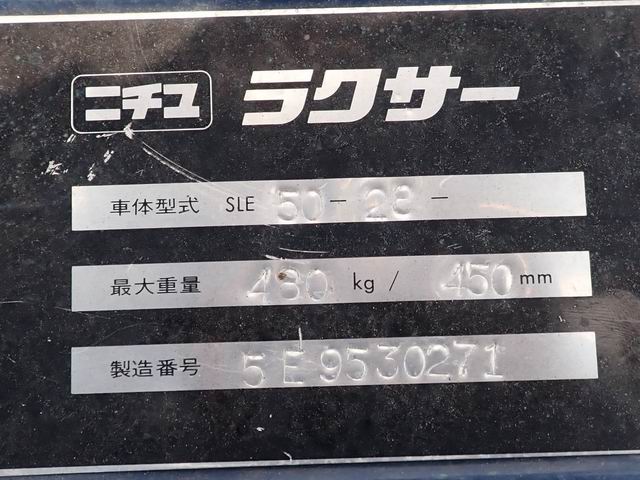 ニチユ ラクサー
車体型式 SLE 50-28-
最大重量 480 kg/ 450 mm
製造番号 5E9530271